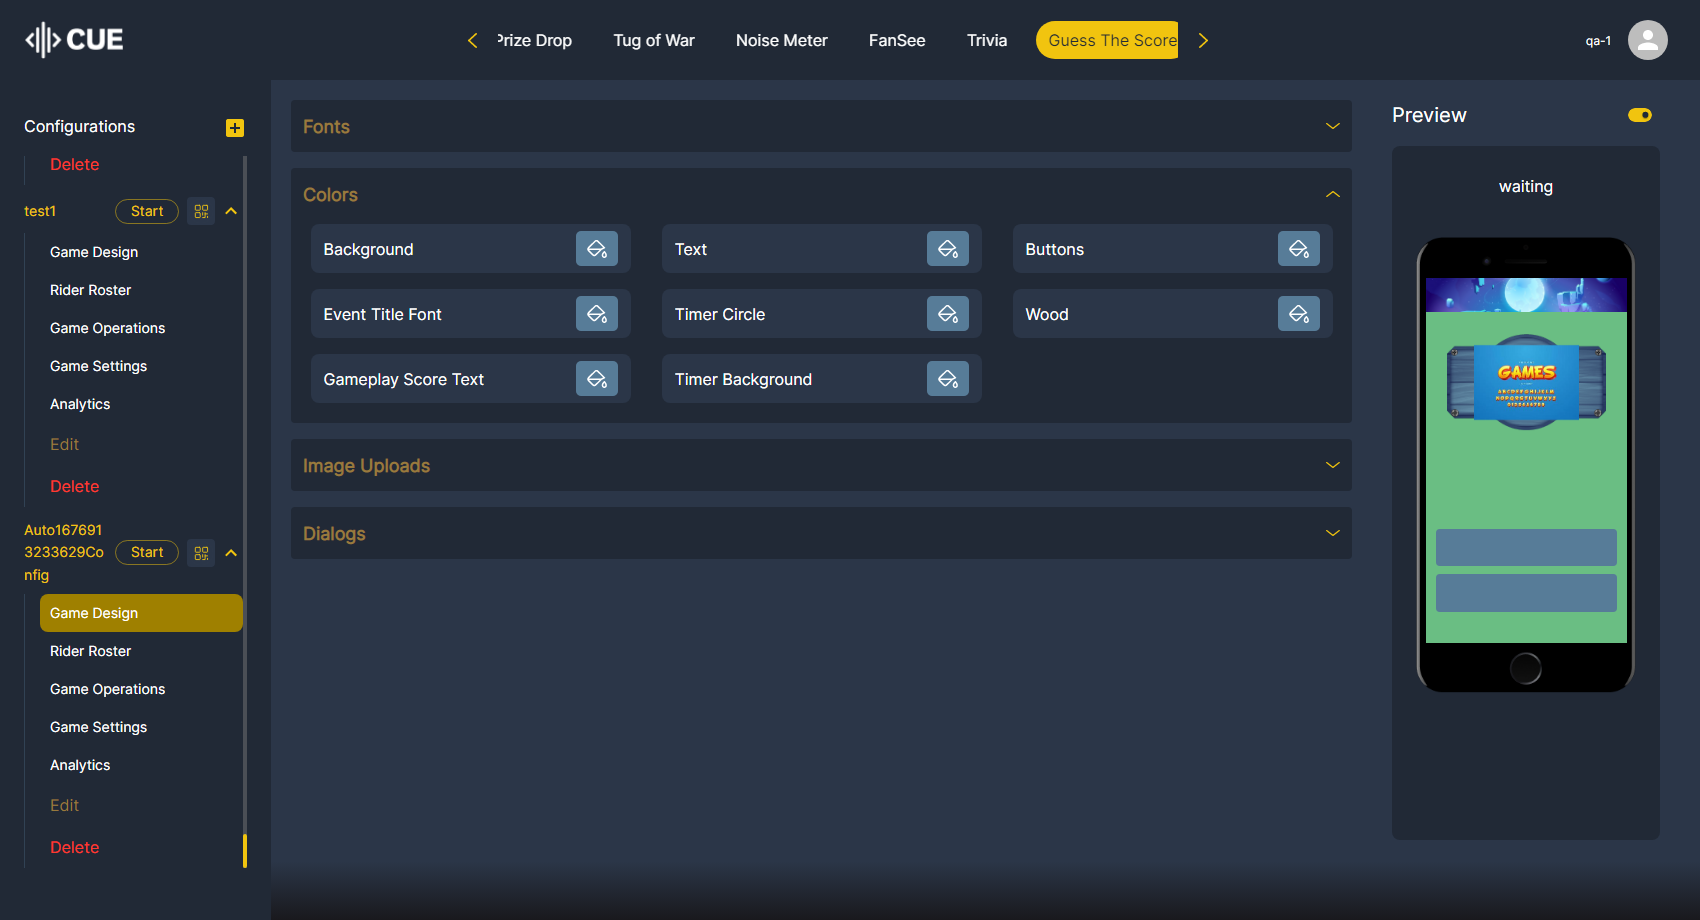 CUE
Prize Drop
Tug of War
Noise Meter
FanSee
Trivia
Guess The Score
qa-1
Configurations
Delete
test1
Start
Game Design
Rider Roster
Game Operations
Game Settings
Analytics
Edit
Delete
Auto167691
3233629Co
nfig
Start
Game Design
Rider Roster
Game Operations
Game Settings
Analytics
Edit
Delete
Fonts
Colors
Background
Text
Buttons
Event Title Font
Timer Circle
Wood
Gameplay Score Text
Timer Background
Image Uploads
Dialogs
Preview
waiting
GAMES